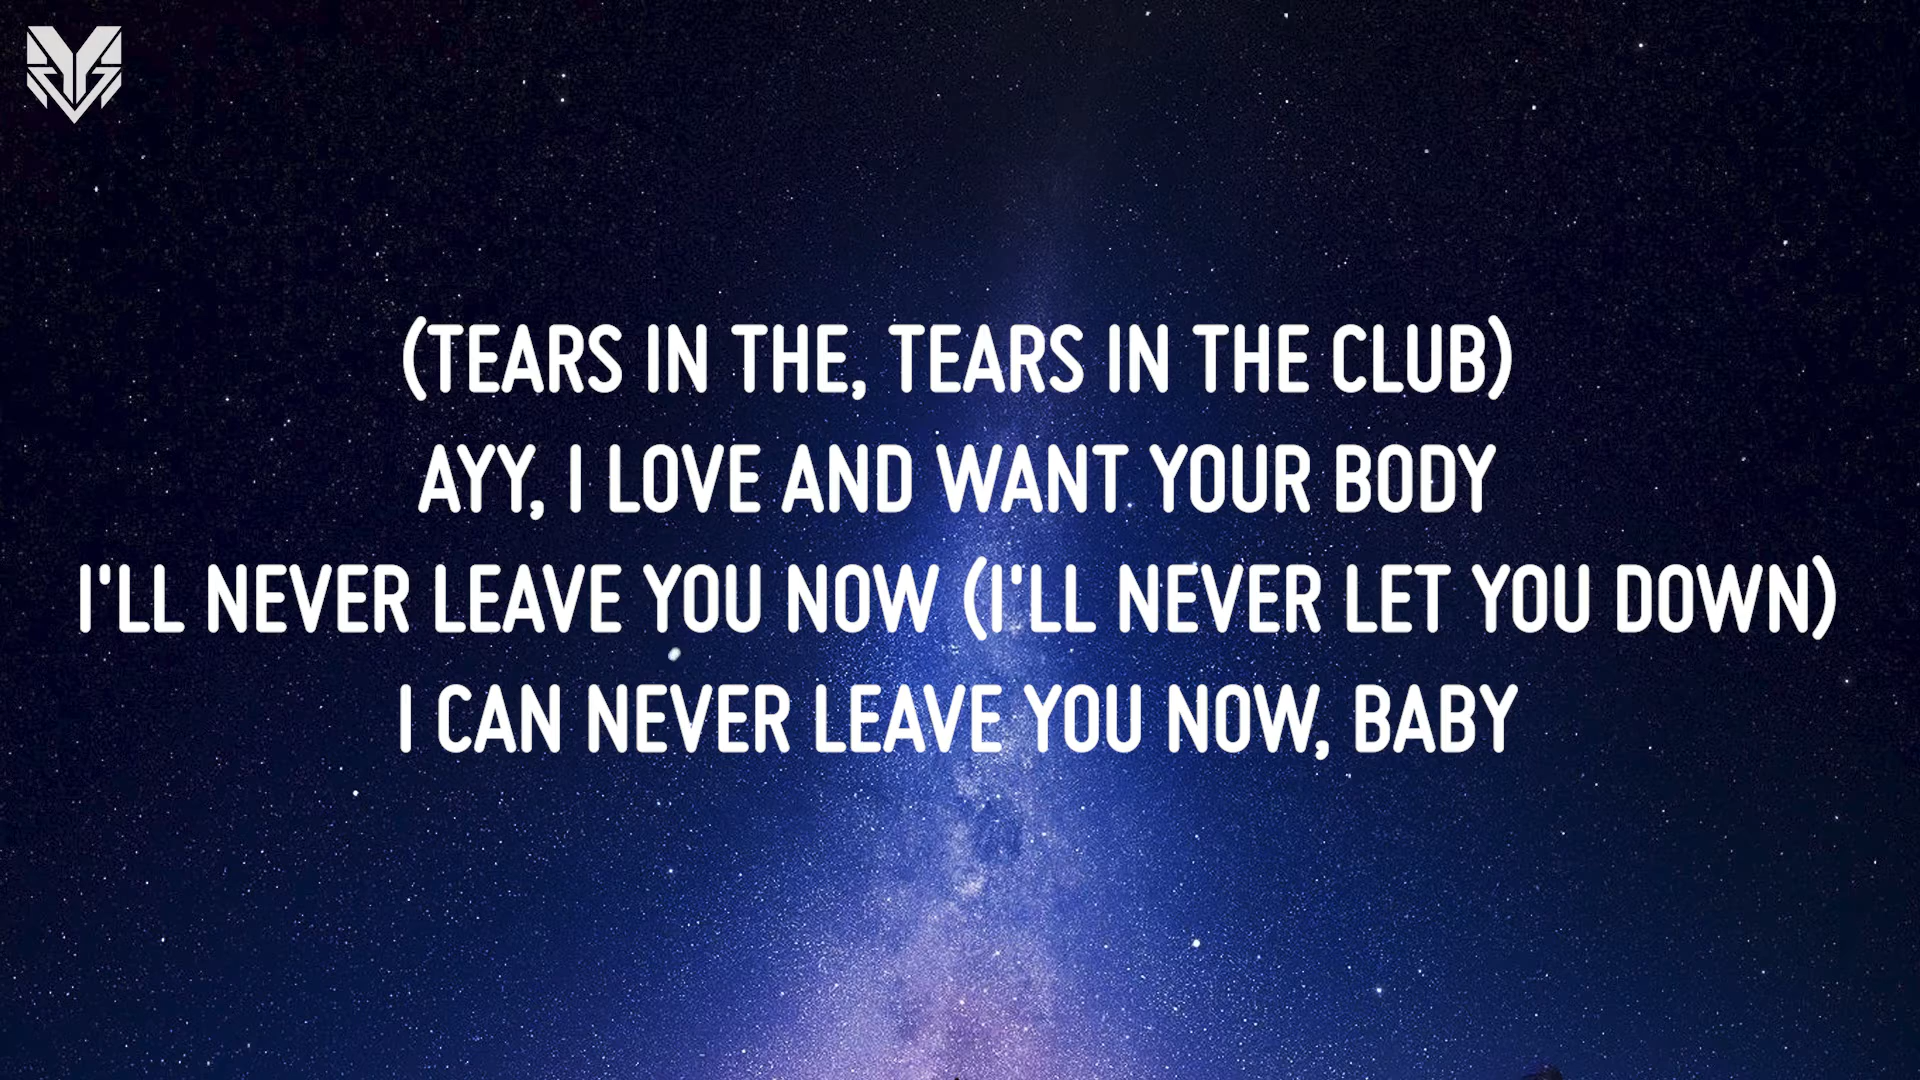 (TEARS IN THE, TEARS IN THE CLUB)
AYY, I LOVE AND WANT YOUR BODY
I'LL NEVER LEAVE YOU NOW (I'LL NEVER LET YOU DOWN)
I CAN NEVER LEAVE YOU NOW, BABY